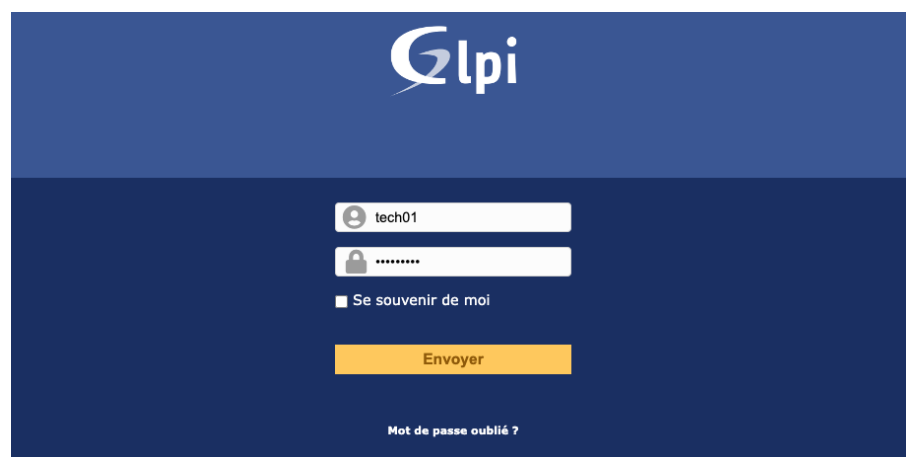 Glpi
tech01
•••••••••
Se souvenir de moi
Envoyer
Mot de passe oublié ?